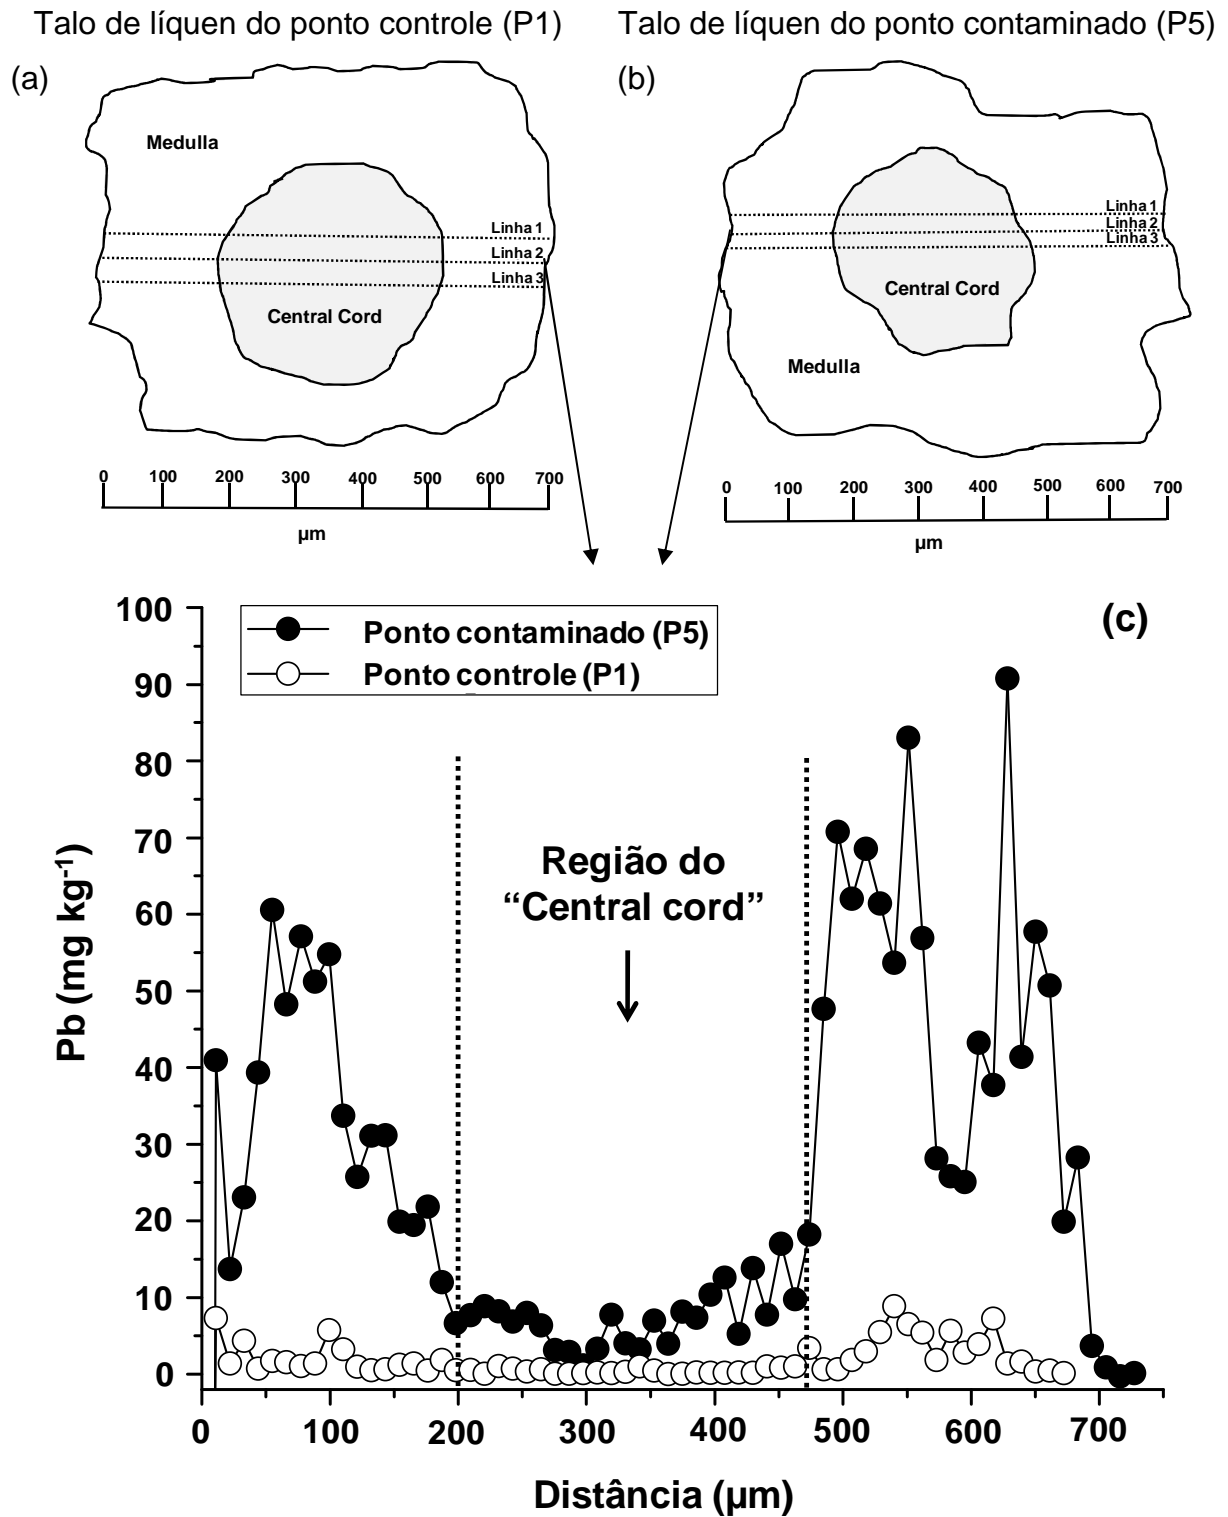 Talo de líquen do ponto controle (P1)
Talo de líquen do ponto contaminado (P5)
(a)
Medulla
Linha 1
Linha 2
Linha 3
Central Cord
0 100 200 300 400 500 600 700
µm
(b)
Linha 1
Linha 2
Linha 3
Central Cord
Medulla
0 100 200 300 400 500 600 700
µm
(c)
Ponto contaminado (P5)
Ponto controle (P1)
Região do
“Central cord”
Pb (mg kg⁻¹)
100
90
80
70
60
50
40
30
20
10
0
0 100 200 300 400 500 600 700
Distância (µm)